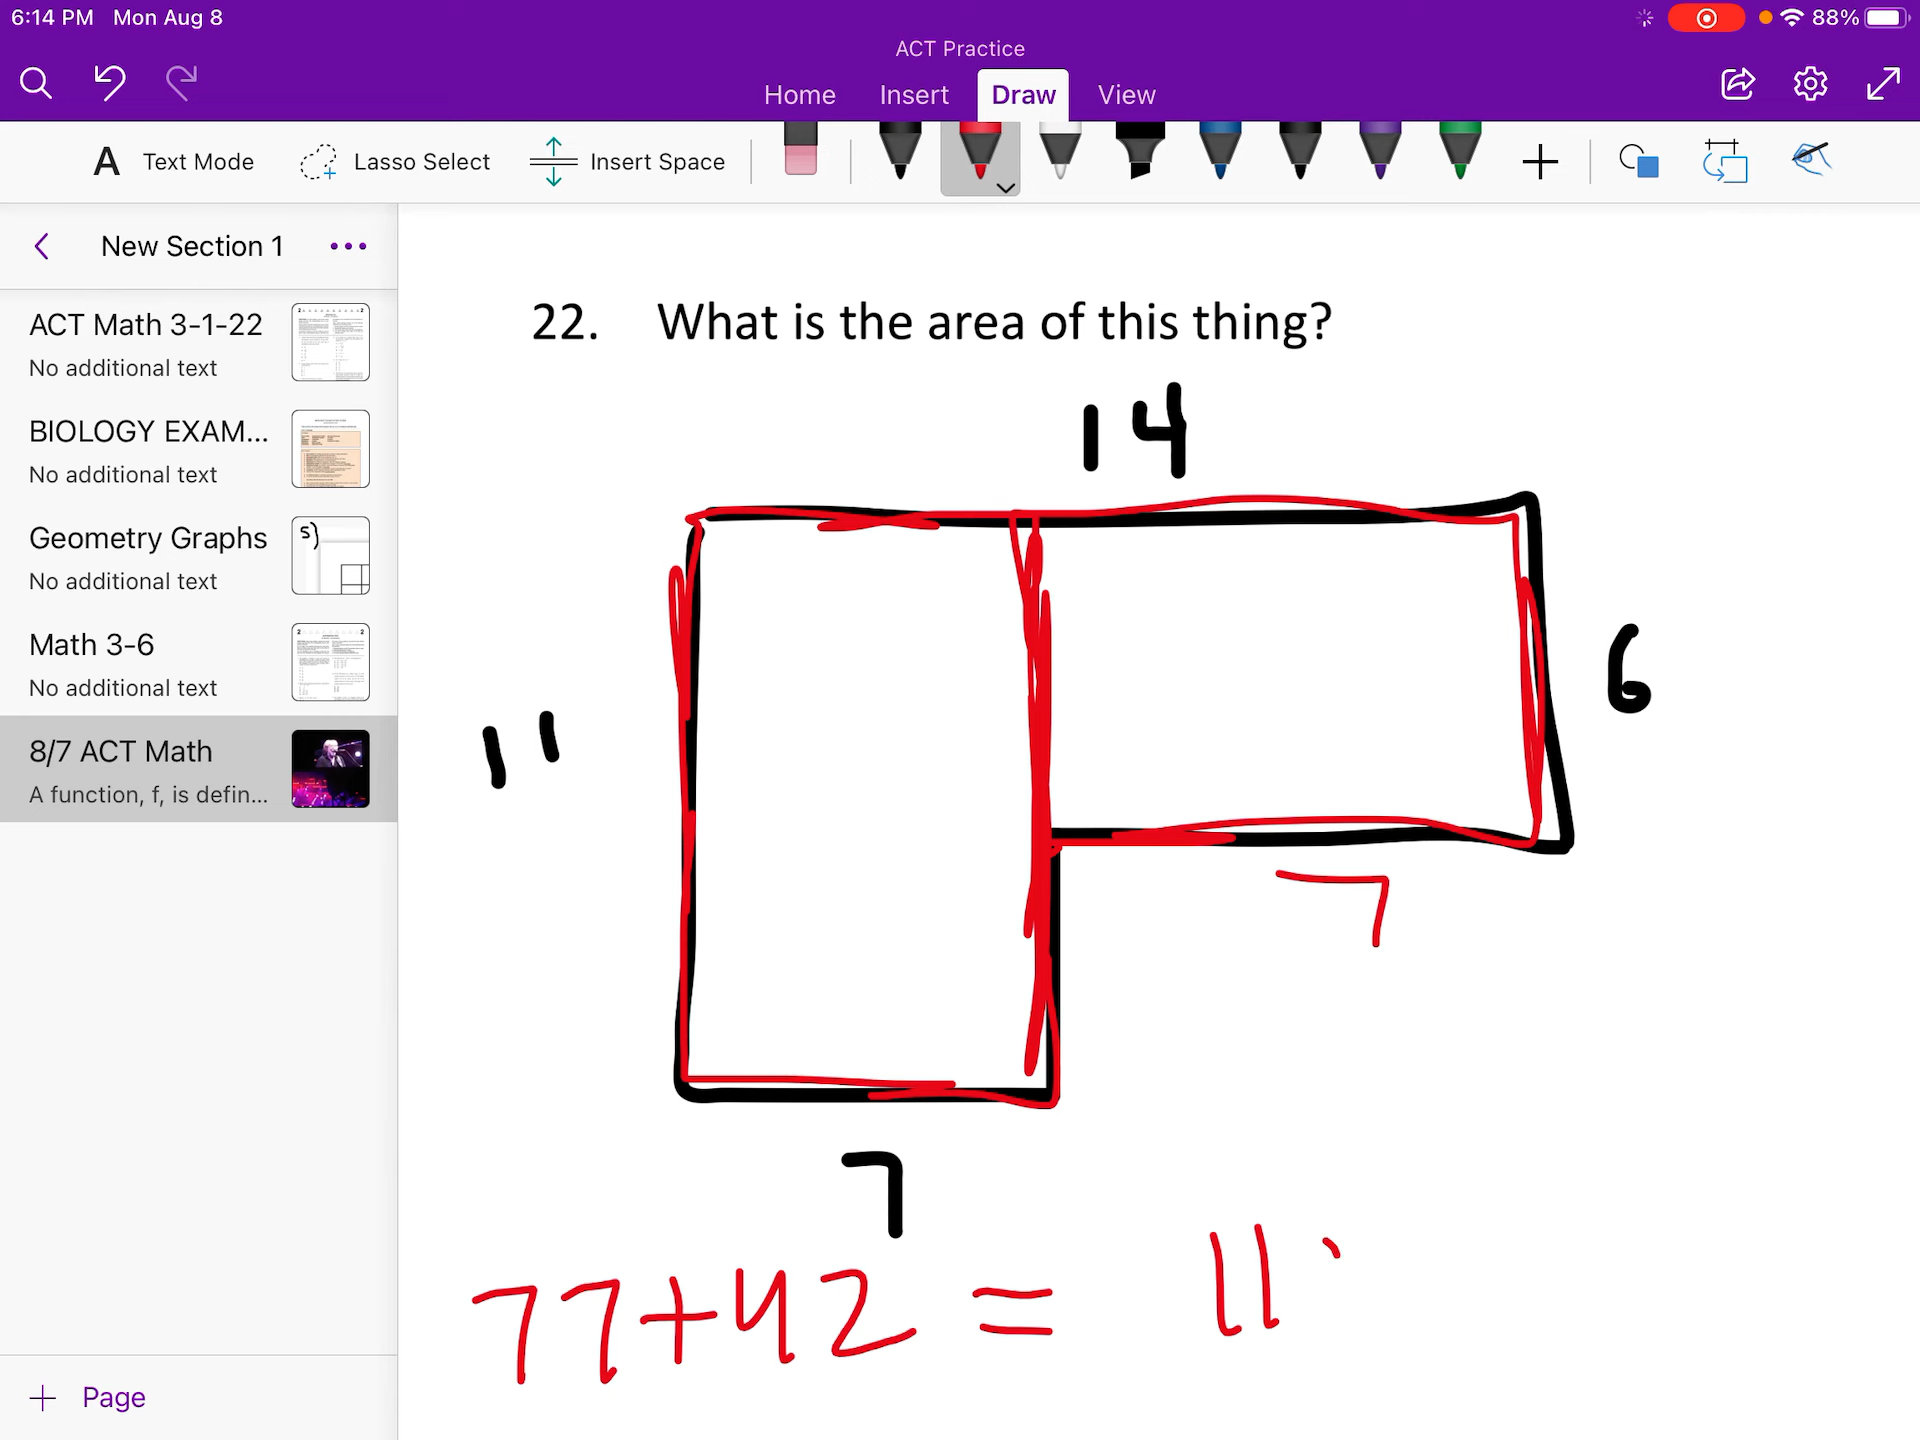 6:14 PM Mon Aug 8
88%
ACT Practice
Home Insert Draw View
A Text Mode Lasso Select Insert Space
New Section 1
ACT Math 3-1-22
No additional text
BIOLOGY EXAM...
No additional text
Geometry Graphs
No additional text
5)
Math 3-6
No additional text
8/7 ACT Math
A function, f, is defin...
Page
22. What is the area of this thing?
14
11
6
7
7
77+42 = 11